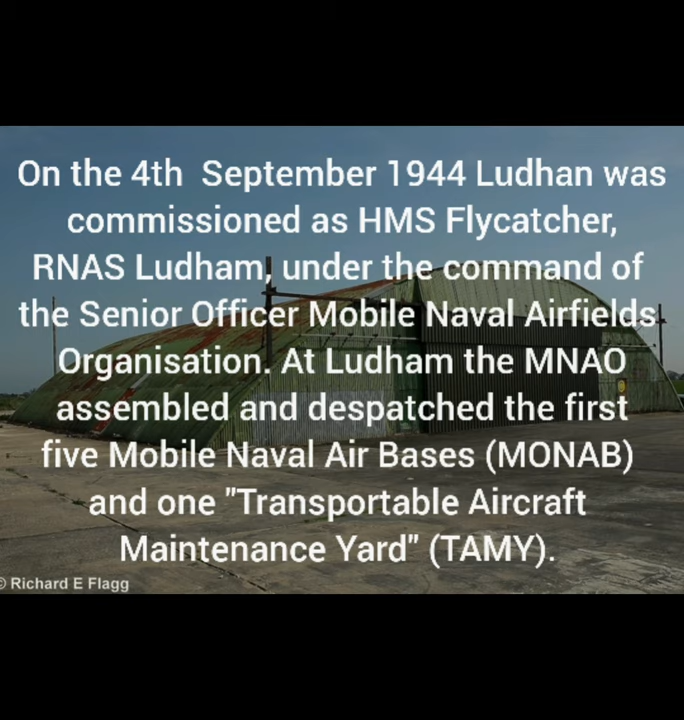 On the 4th September 1944 Ludhan was
commissioned as HMS Flycatcher,
RNAS Ludham, under the command of
the Senior Officer Mobile Naval Airfields
Organisation. At Ludham the MNAO
assembled and despatched the first
five Mobile Naval Air Bases (MONAB)
and one "Transportable Aircraft
Maintenance Yard" (TAMY).
© Richard E Flagg